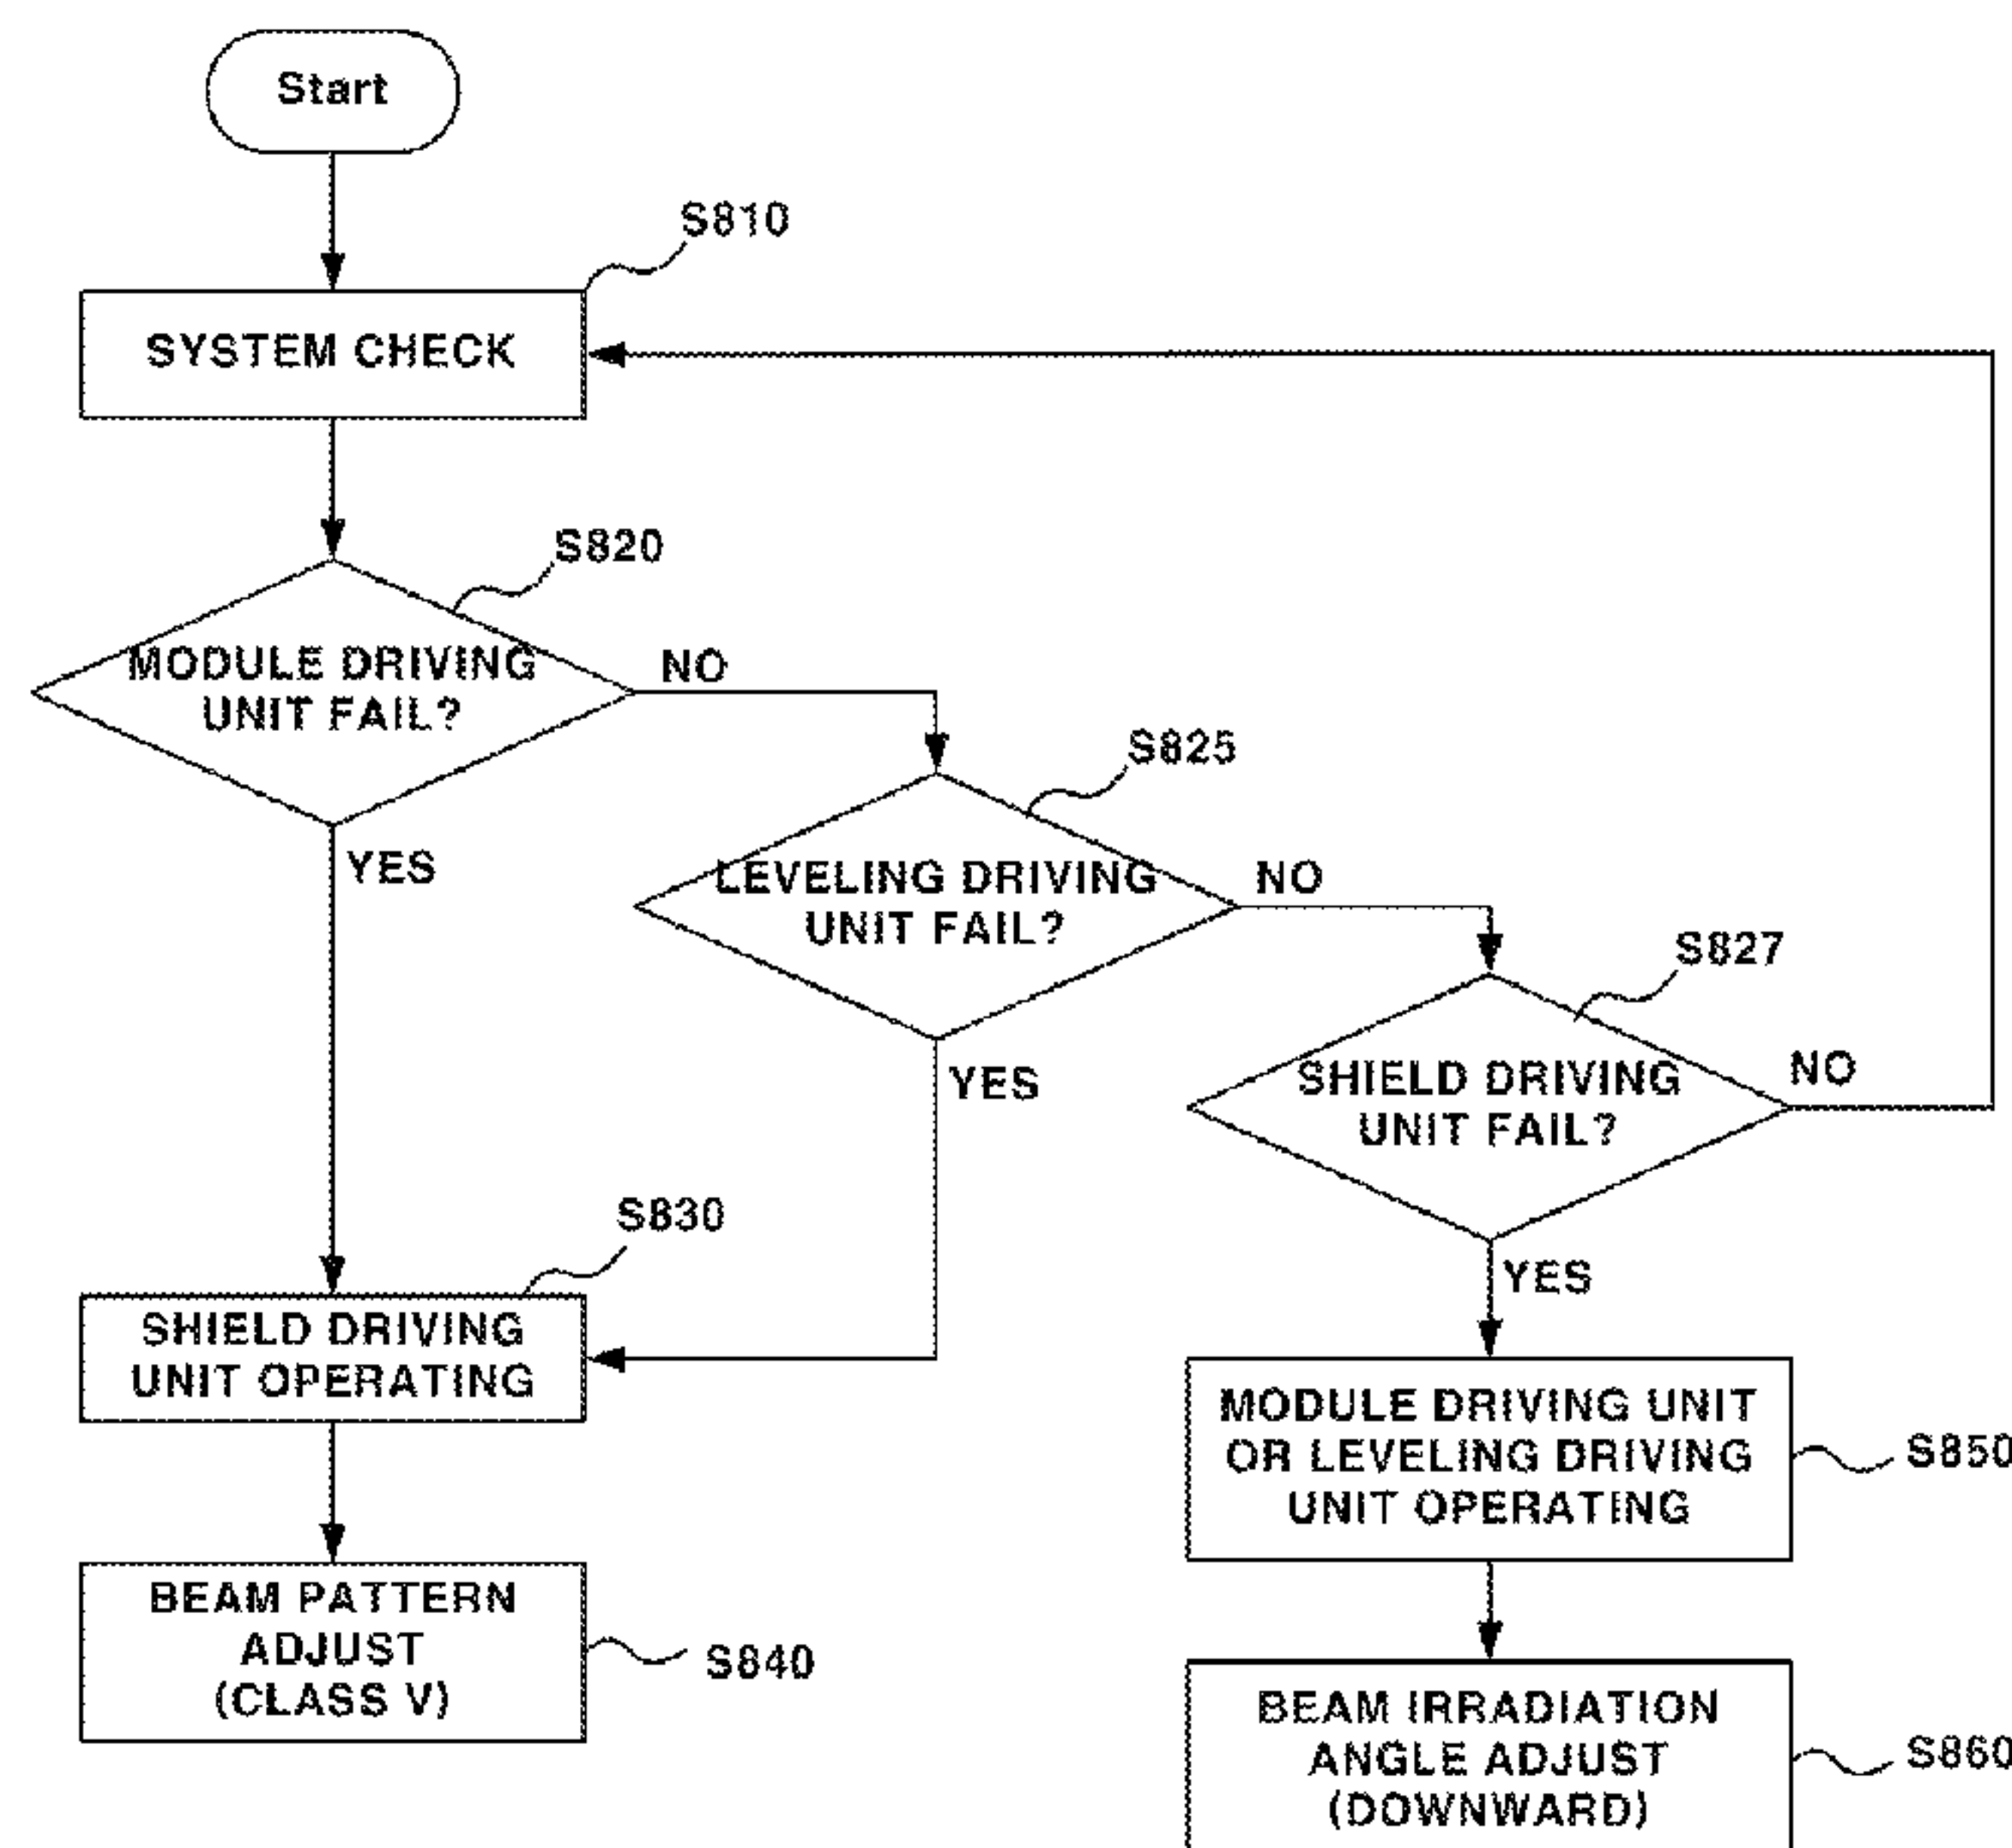 Start
S810
SYSTEM CHECK
S820
MODULE DRIVING
UNIT FAIL?
NO
YES
S825
LEVELING DRIVING
UNIT FAIL?
NO
YES
S827
SHIELD DRIVING
UNIT FAIL?
NO
YES
S830
SHIELD DRIVING
UNIT OPERATING
MODULE DRIVING UNIT
OR LEVELING DRIVING
UNIT OPERATING
S850
BEAM PATTERN
ADJUST
(CLASS V)
S840
BEAM IRRADIATION
ANGLE ADJUST
(DOWNWARD)
S860